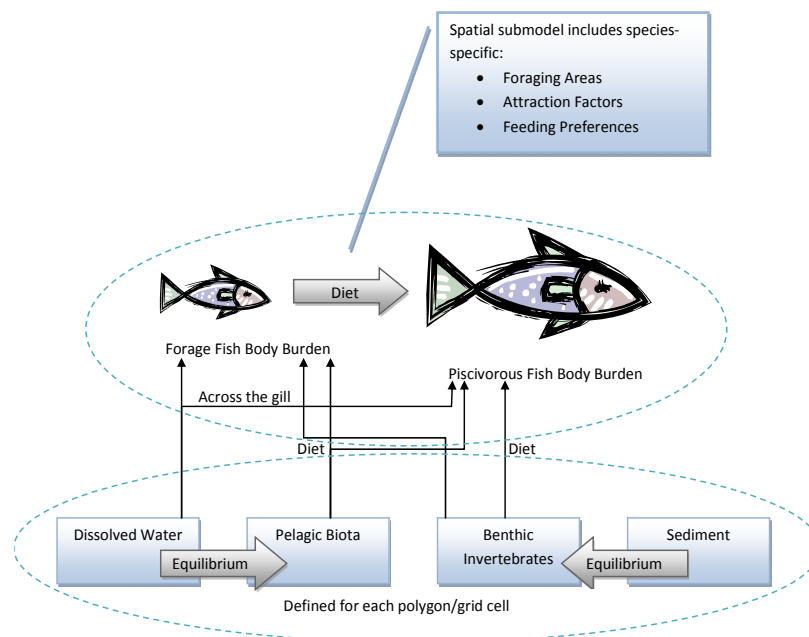 Spatial submodel includes species-
specific:
• Foraging Areas
• Attraction Factors
• Feeding Preferences
Diet
Forage Fish Body Burden
Piscivorous Fish Body Burden
Across the gill
Diet
Diet
Dissolved Water
Pelagic Biota
Benthic
Invertebrates
Sediment
Equilibrium
Equilibrium
Defined for each polygon/grid cell